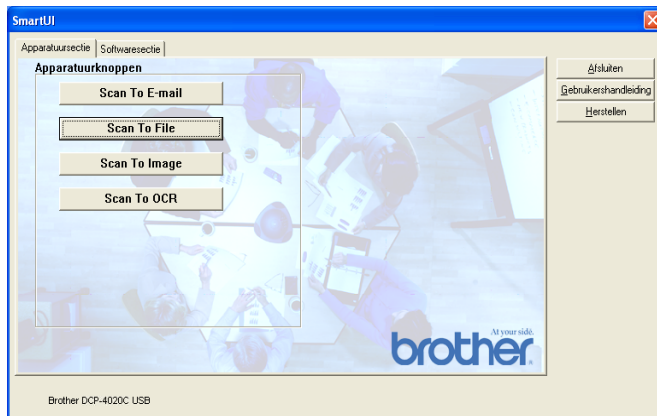 SmartUI
Apparatuursectie Softwaresectie
Apparatuurknoppen
Scan To E-mail
Scan To File
Scan To Image
Scan To OCR
Afsluiten
Gebruikershandleiding
Herstellen
At your side.
brother
Brother DCP-4020C USB